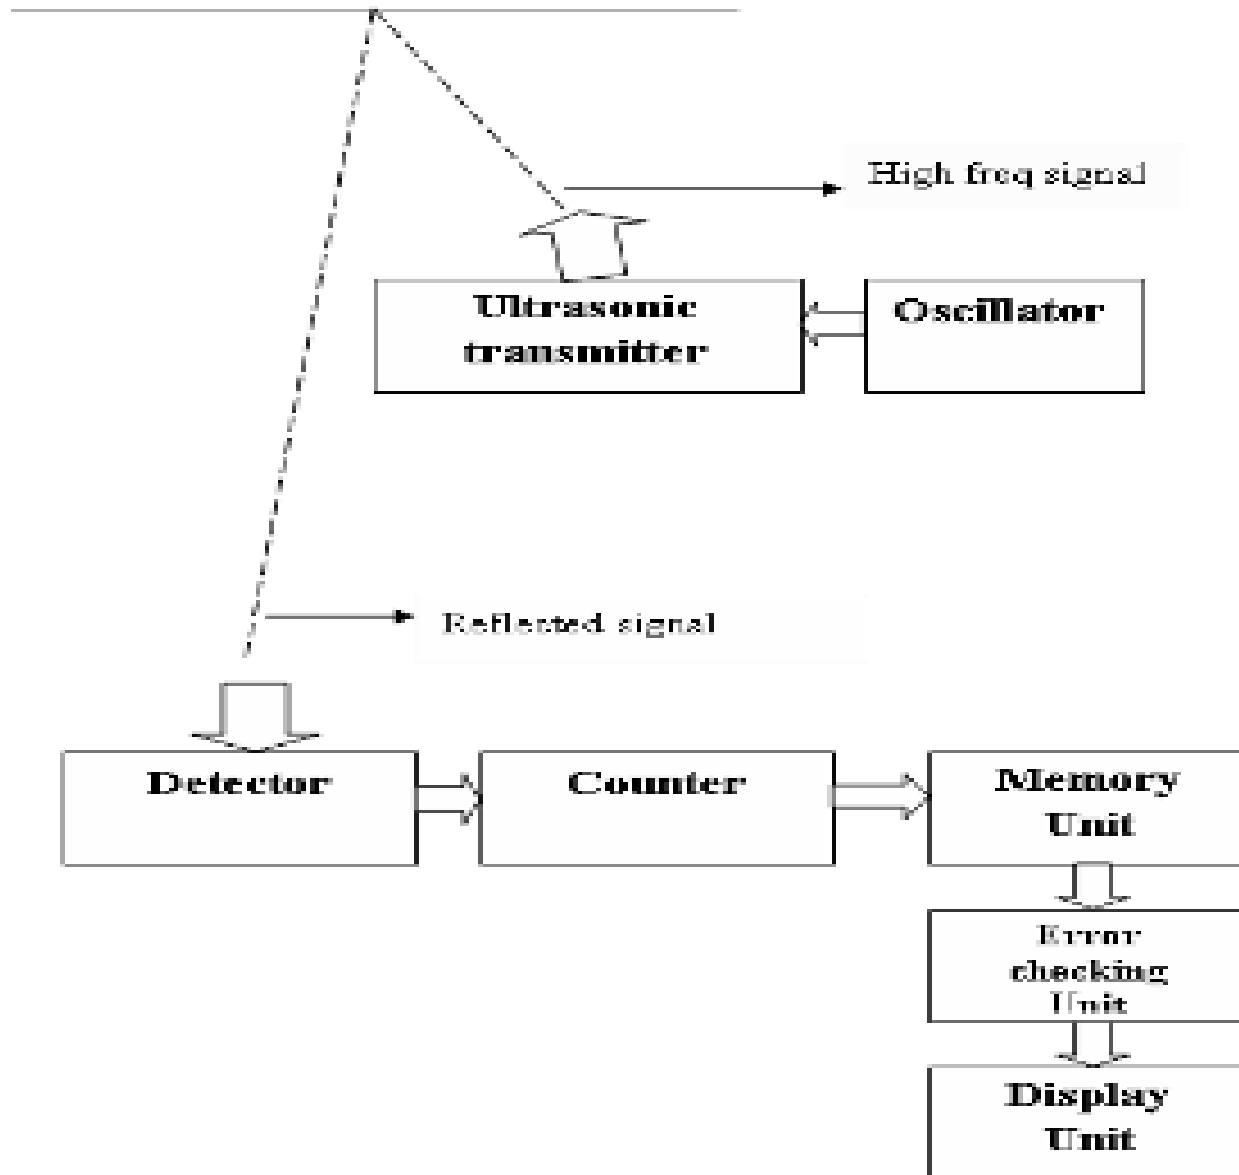 High freq signal
Ultrasonic
transmitter
Oscillator
Reflected signal
Detector
Counter
Memory
Unit
Error
checking
Unit
Display
Unit